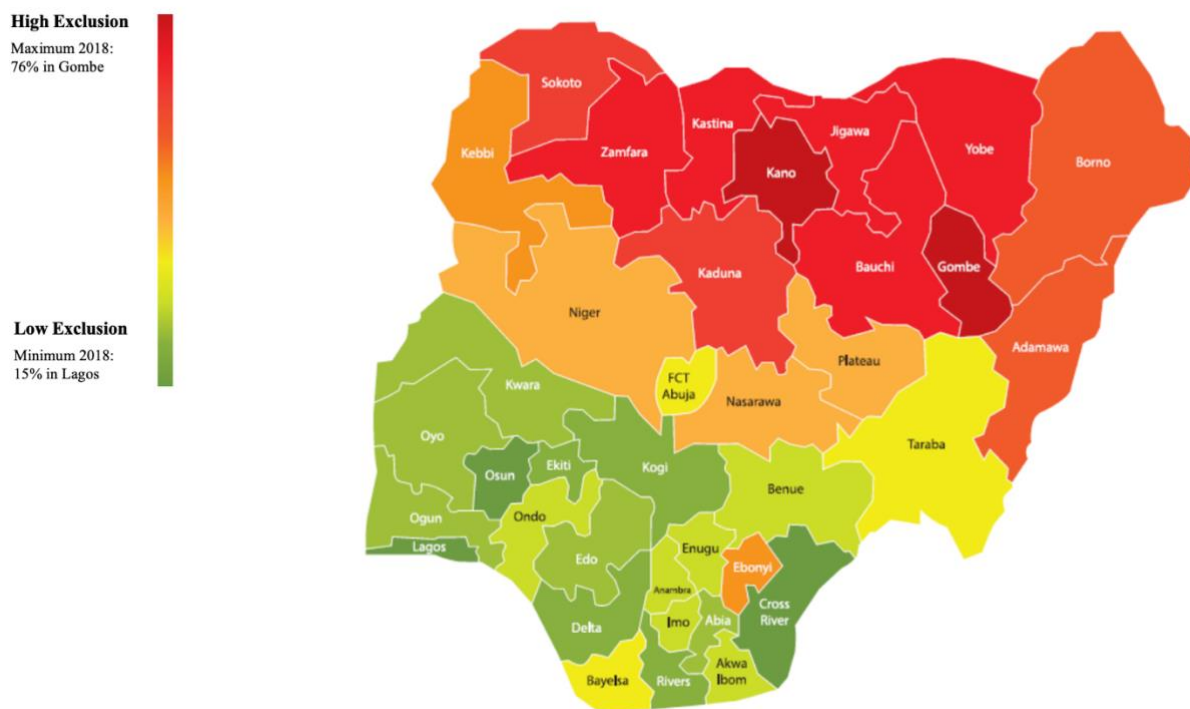 High Exclusion
Maximum 2018:
76% in Gombe
Low Exclusion
Minimum 2018:
15% in Lagos
Sokoto
Kastina
Jigawa
Zamfara
Yobe
Kebbi
Kano
Borno
Kaduna
Bauchi
Gombe
Niger
Adamawa
Plateau
FCT
Abuja
Kwara
Nasarawa
Oyo
Taraba
Osun
Ekiti
Kogi
Benue
Ogun
Ondo
Lagos
Edo
Enugu
Ebonyi
Anambra
Cross
River
Delta
Imo
Abia
Akwa
Ibom
Bayelsa
Rivers